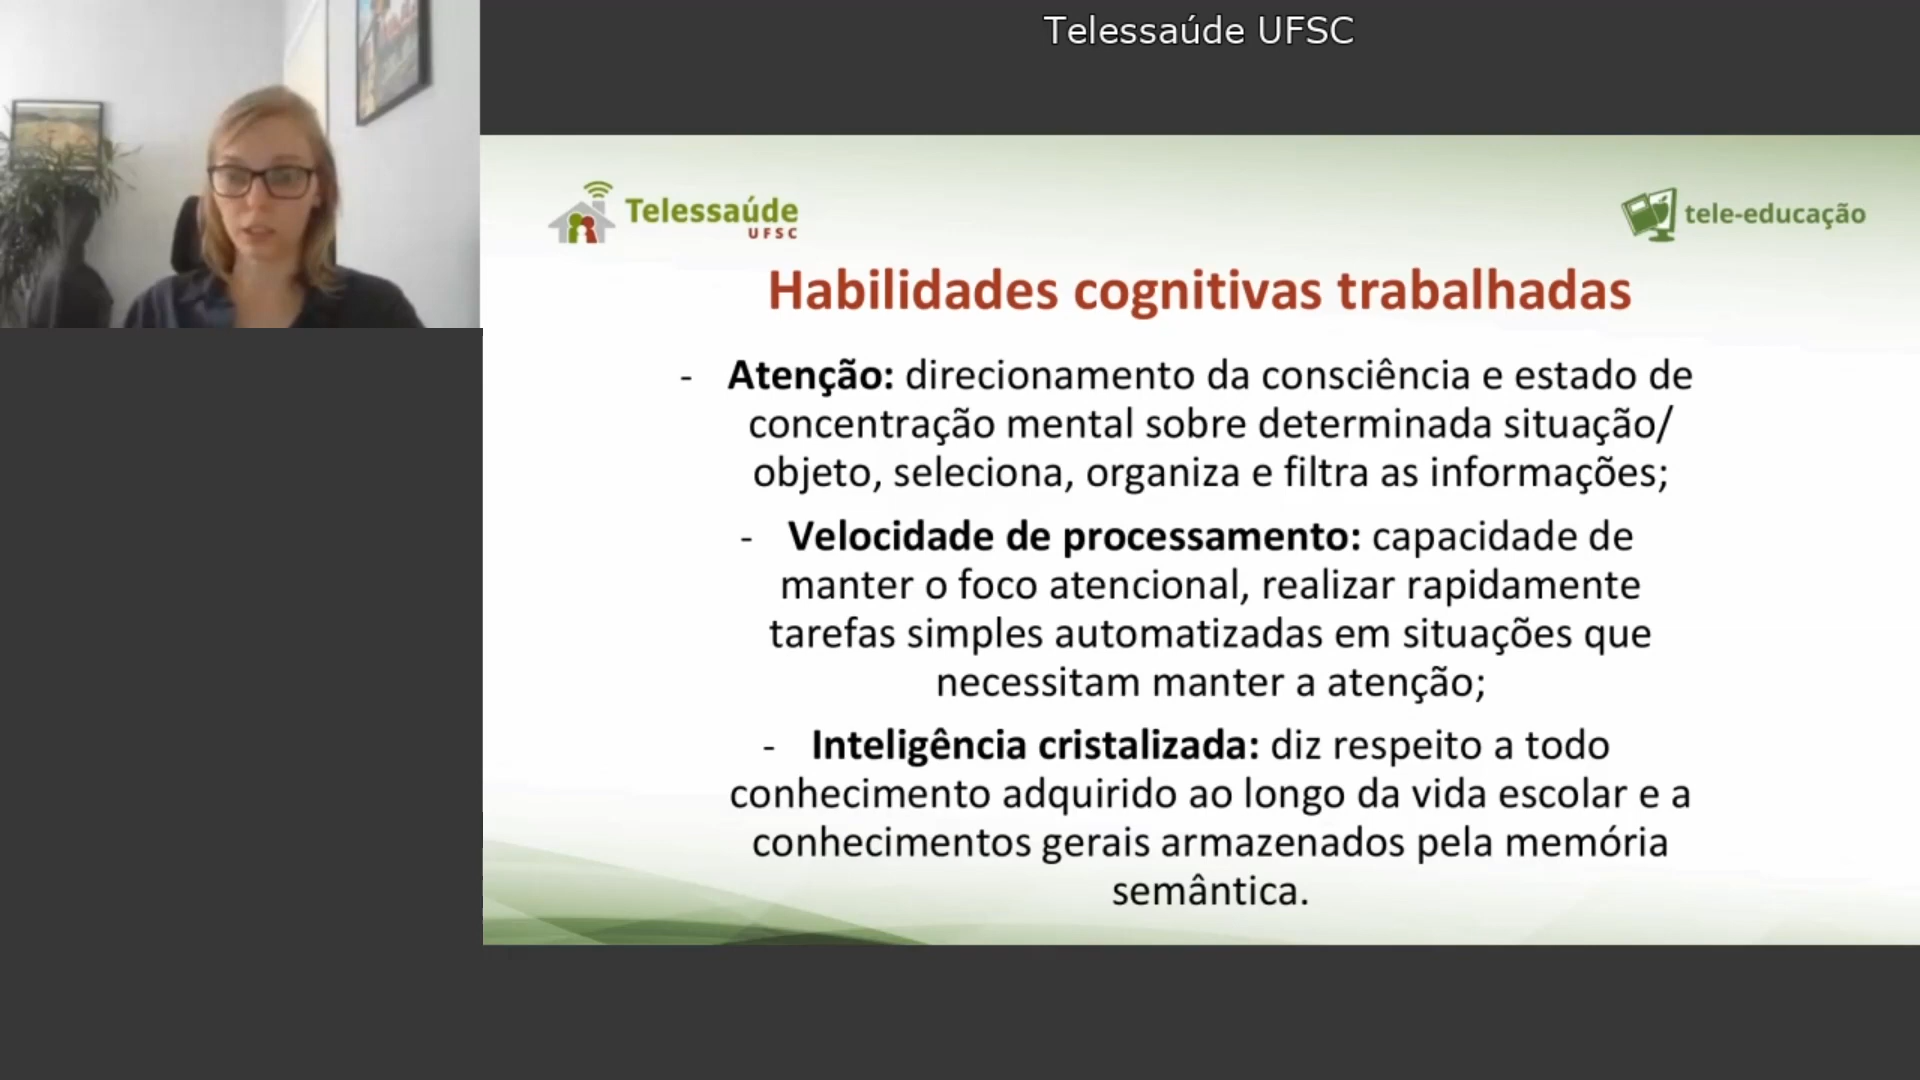 Telessaúde UFSC
Telessaúde
UFSC
tele-educação
Habilidades cognitivas trabalhadas
- Atenção: direcionamento da consciência e estado de
concentração mental sobre determinada situação/
objeto, seleciona, organiza e filtra as informações;
- Velocidade de processamento: capacidade de
manter o foco atencional, realizar rapidamente
tarefas simples automatizadas em situações que
necessitam manter a atenção;
- Inteligência cristalizada: diz respeito a todo
conhecimento adquirido ao longo da vida escolar e a
conhecimentos gerais armazenados pela memória
semântica.